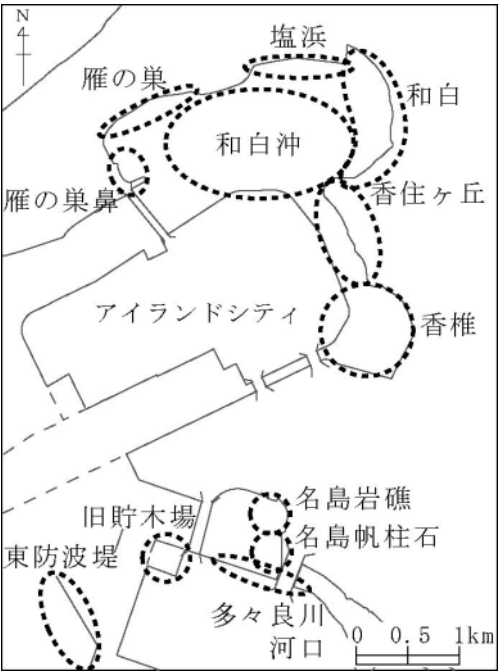 N
塩浜
雁の巣
和白
和白沖
雁の巣鼻
香住ヶ丘
アイランドシティ
香椎
名島岩礁
旧貯木場
名島帆柱石
東防波堤
多々良川
河口
0 0.5 1km